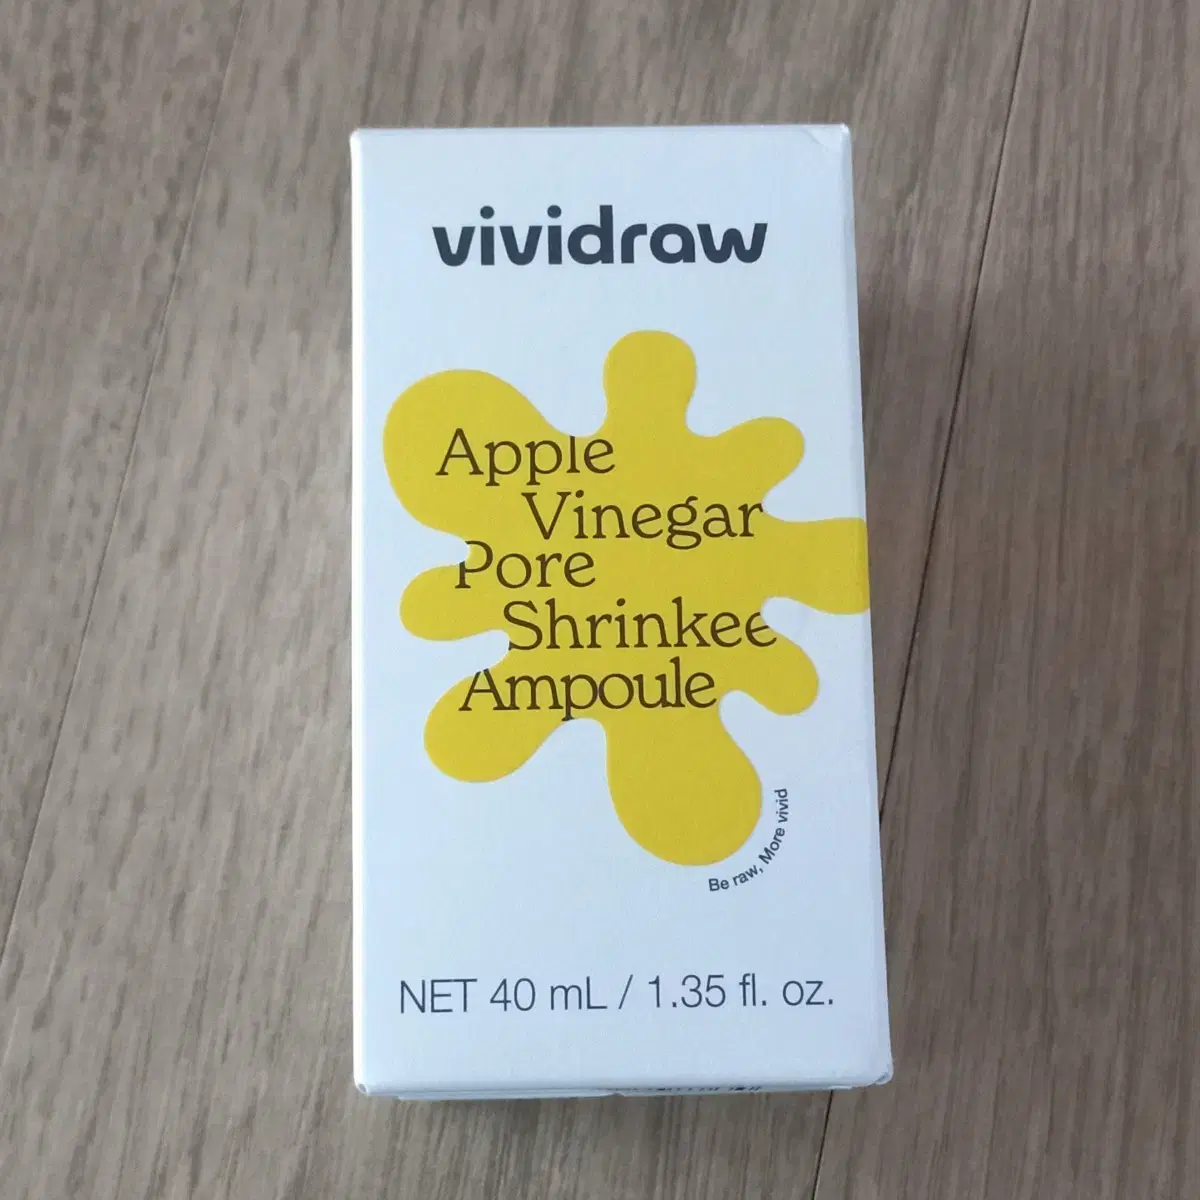 vividraw
Apple
Vinegar
Pore
Shrinkee
Ampoule
Be raw, More vivid
NET 40 mL / 1.35 fl. oz.